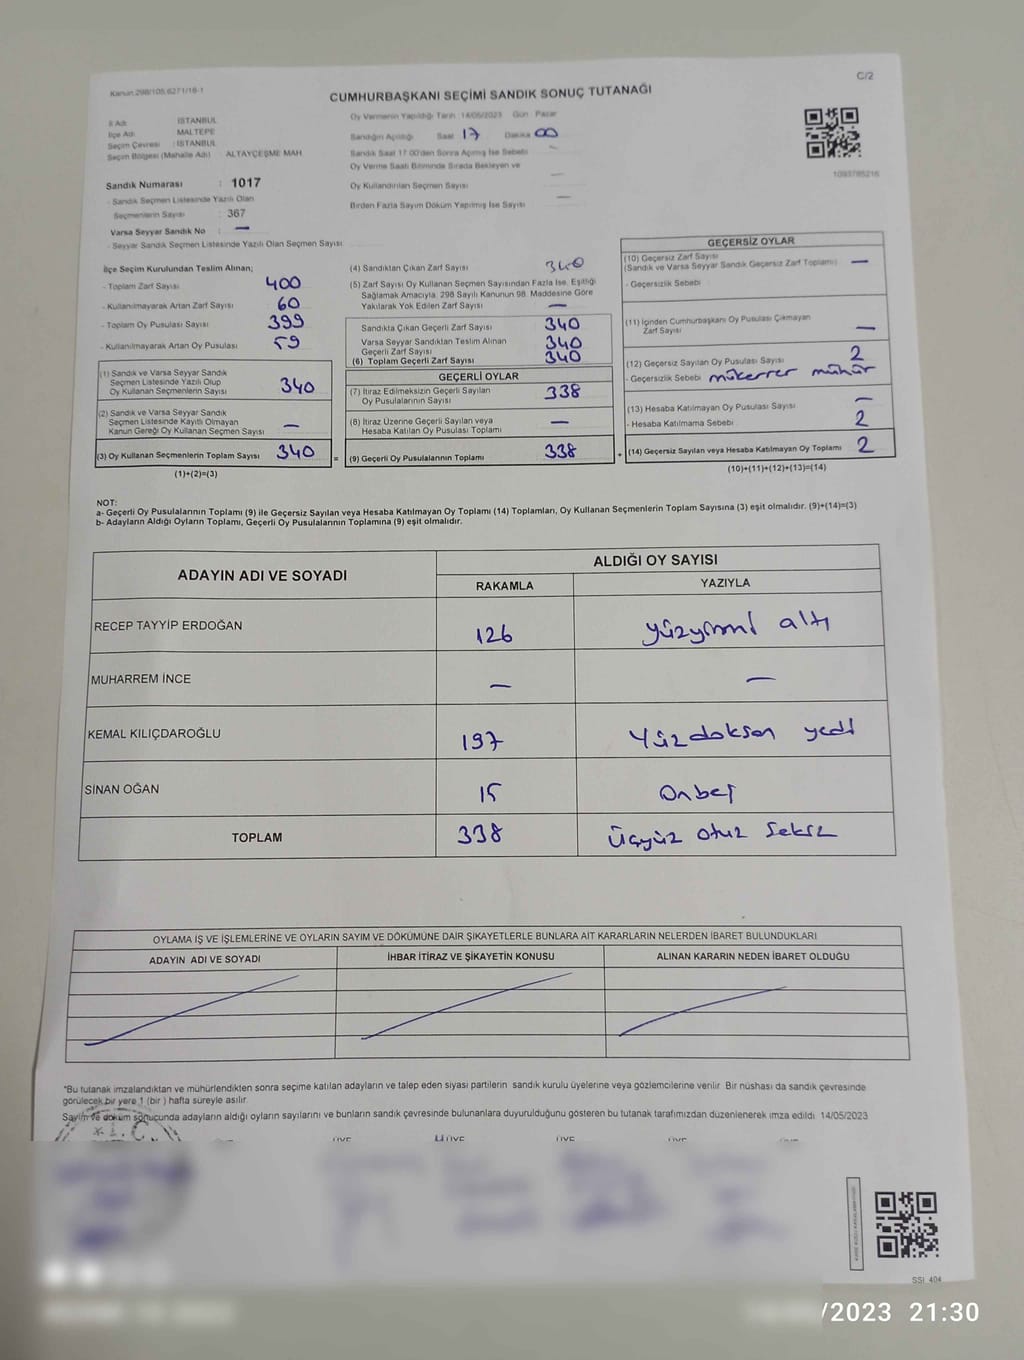 Kanun:298/105,6271/16-1
C/2
CUMHURBAŞKANI SEÇİMİ SANDIK SONUÇ TUTANAĞI
İl Adı : İSTANBUL
İlçe Adı : MALTEPE
Seçim Çevresi : İSTANBUL
Seçim Bölgesi (Mahalle Adı) : ALTAYÇEŞME MAH
Sandık Numarası : 1017
- Sandık Seçmen Listesinde Yazılı Olan
Seçmenlerin Sayısı : 367
Varsa Seyyar Sandık No : —
- Seyyar Sandık Seçmen Listesinde Yazılı Olan Seçmen Sayısı
Oy Vermenin Yapıldığı Tarih :14/05/2023 Gün : Pazar
Sandığın Açıldığı Saat 17 Dakika 00
Sandık Saat 17:00'den Sonra Açımış İse Sebebi —
Oy Verme Saati Bitiminde Sırada Bekleyen ve
Oy Kullandırılan Seçmen Sayısı —
Birden Fazla Sayım Döküm Yapılmış İse Sayısı —
1093785216
İlçe Seçim Kurulundan Teslim Alınan;
- Toplam Zarf Sayısı : 400
- Kullanılmayarak Artan Zarf Sayısı : 60
- Toplam Oy Pusulası Sayısı : 399
- Kullanılmayarak Artan Oy Pusulası : 59
(1) Sandık ve Varsa Seyyar Sandık
Seçmen Listesinde Yazılı Olup
Oy Kullanan Seçmenlerin Sayısı : 340
(2) Sandık ve Varsa Seyyar Sandık
Seçmen Listesinde Kayıtlı Olmayan
Kanun Gereği Oy Kullanan Seçmen Sayısı : —
(3) Oy Kullanan Seçmenlerin Toplam Sayısı : 340 =
(1)+(2)=(3)
(4) Sandıktan Çıkan Zarf Sayısı : 340
(5) Zarf Sayısı Oy Kullanan Seçmen Sayısından Fazla İse, Eşitliği
Sağlamak Amacıyla, 298 Sayılı Kanunun 98. Maddesine Göre
Yakılarak Yok Edilen Zarf Sayısı : —
Sandıkta Çıkan Geçerli Zarf Sayısı : 340
Varsa Seyyar Sandıktan Teslim Alınan
Geçerli Zarf Sayısı : 340
(6) Toplam Geçerli Zarf Sayısı : 340
GEÇERLİ OYLAR
(7) İtiraz Edilmeksizin Geçerli Sayılan
Oy Pusulalarının Sayısı : 338
(8) İtiraz Üzerine Geçerli Sayılan veya
Hesaba Katılan Oy Pusulası Toplamı : —
(9) Geçerli Oy Pusulalarının Toplamı : 338 +
GEÇERSİZ OYLAR
(10) Geçersiz Zarf Sayısı
(Sandık ve Varsa Seyyar Sandık Geçersiz Zarf Toplamı) : —
- Geçersizlik Sebebi :
(11) İçinden Cumhurbaşkanı Oy Pusulası Çıkmayan
Zarf Sayısı : —
(12) Geçersiz Sayılan Oy Pusulası Sayısı : 2
- Geçersizlik Sebebi : mükerrer mühür
(13) Hesaba Katılmayan Oy Pusulası Sayısı : —
- Hesaba Katılmama Sebebi : 2
(14) Geçersiz Sayılan veya Hesaba Katılmayan Oy Toplamı : 2
(10)+(11)+(12)+(13)=(14)
NOT:
a- Geçerli Oy Pusulalarının Toplamı (9) ile Geçersiz Sayılan veya Hesaba Katılmayan Oy Toplamı (14) Toplamları, Oy Kullanan Seçmenlerin Toplam Sayısına (3) eşit olmalıdır. (9)+(14)=(3)
b- Adayların Aldığı Oyların Toplamı, Geçerli Oy Pusulalarının Toplamına (9) eşit olmalıdır.
ADAYIN ADI VE SOYADI
ALDIĞI OY SAYISI
RAKAMLA YAZIYLA
RECEP TAYYİP ERDOĞAN 126 yüzyirmi altı
MUHARREM İNCE — —
KEMAL KILIÇDAROĞLU 197 Yüz doksan yedi
SİNAN OĞAN 15 Onbeş
TOPLAM 338 Üçyüz otuz sekiz
OYLAMA İŞ VE İŞLEMLERİNE VE OYLARIN SAYIM VE DÖKÜMÜNE DAİR ŞİKAYETLERLE BUNLARA AİT KARARLARIN NELERDEN İBARET BULUNDUKLARI
ADAYIN ADI VE SOYADI İHBAR İTİRAZ VE ŞİKAYETİN KONUSU ALINAN KARARIN NEDEN İBARET OLDUĞU
*Bu tutanak imzalandıktan ve mühürlendikten sonra seçime katılan adayların ve talep eden siyasi partilerin sandık kurulu üyelerine veya gözlemcilerine verilir. Bir nüshası da sandık çevresinde
görülecek bir yere 1 (bir ) hafta süreyle asılır.
Sayım ve döküm sonucunda adayların aldığı oyların sayılarını ve bunların sandık çevresinde bulunanlara duyurulduğunu gösteren bu tutanak tarafımızdan düzenlenerek imza edildi. 14/05/2023
SSİ 404
/2023 21:30